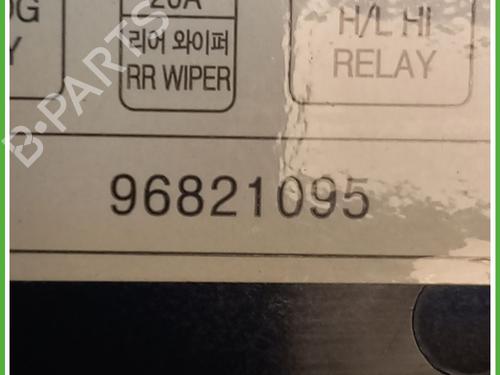 20A
리어 와이퍼
RR WIPER
H/L HI
RELAY
96821095
B-PARTS